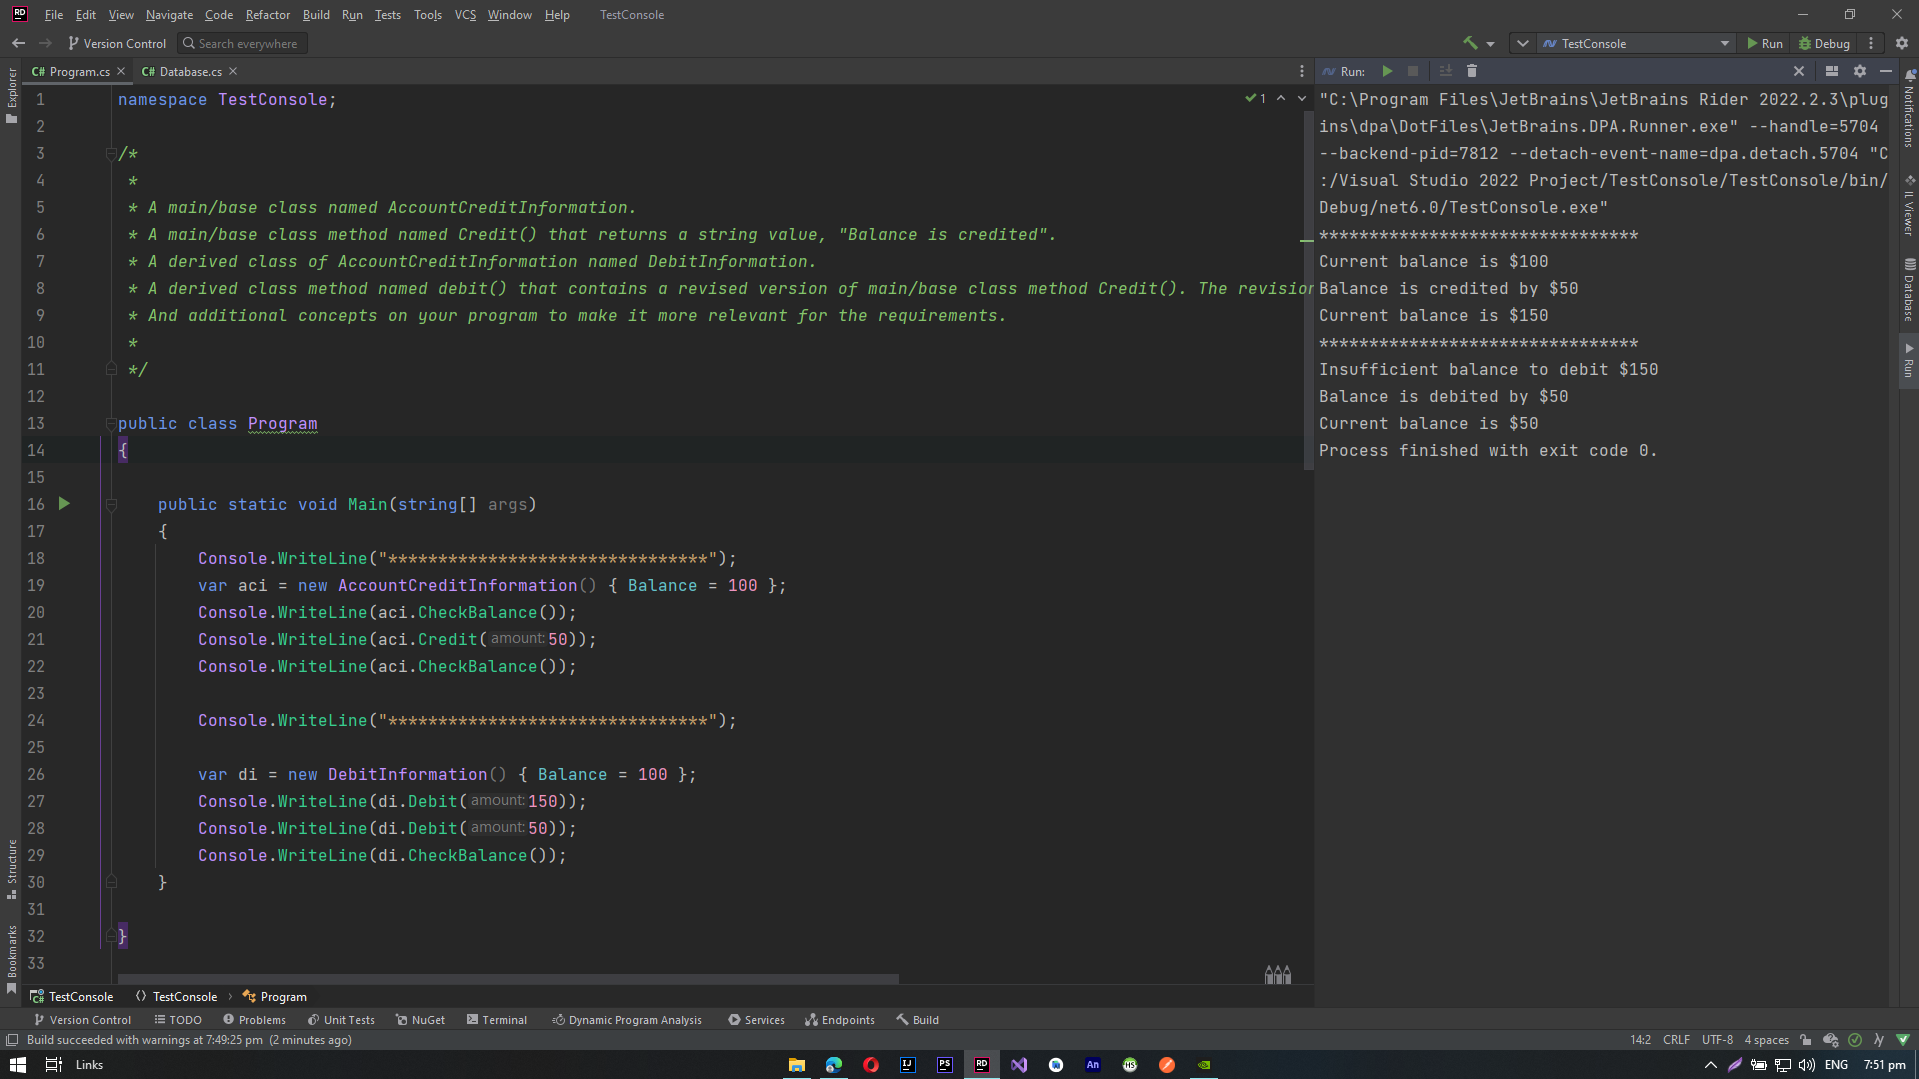 File Edit View Navigate Code Refactor Build Run Tests Tools VCS Window Help TestConsole
Version Control Search everywhere TestConsole Run Debug
C# Program.cs C# Database.cs
Run:
Explorer
Structure
Bookmarks
1 namespace TestConsole;
2
3 /*
4 *
5 * A main/base class named AccountCreditInformation.
6 * A main/base class method named Credit() that returns a string value, "Balance is credited".
7 * A derived class of AccountCreditInformation named DebitInformation.
8 * A derived class method named debit() that contains a revised version of main/base class method Credit(). The revision
9 * And additional concepts on your program to make it more relevant for the requirements.
10 *
11 */
12
13 public class Program
14 {
15
16 public static void Main(string[] args)
17 {
18 Console.WriteLine("********************************");
19 var aci = new AccountCreditInformation() { Balance = 100 };
20 Console.WriteLine(aci.CheckBalance());
21 Console.WriteLine(aci.Credit( amount: 50));
22 Console.WriteLine(aci.CheckBalance());
23
24 Console.WriteLine("********************************");
25
26 var di = new DebitInformation() { Balance = 100 };
27 Console.WriteLine(di.Debit( amount: 150));
28 Console.WriteLine(di.Debit( amount: 50));
29 Console.WriteLine(di.CheckBalance());
30 }
31
32 }
33
1
"C:\Program Files\JetBrains\JetBrains Rider 2022.2.3\plug
ins\dpa\DotFiles\JetBrains.DPA.Runner.exe" --handle=5704
--backend-pid=7812 --detach-event-name=dpa.detach.5704 "C
:/Visual Studio 2022 Project/TestConsole/TestConsole/bin/
Debug/net6.0/TestConsole.exe"
********************************
Current balance is $100
Balance is credited by $50
Current balance is $150
********************************
Insufficient balance to debit $150
Balance is debited by $50
Current balance is $50
Process finished with exit code 0.
Notifications
IL Viewer
Database
Run
TestConsole TestConsole Program
Version Control TODO Problems Unit Tests NuGet Terminal Dynamic Program Analysis Services Endpoints Build
Build succeeded with warnings at 7:49:25 pm (2 minutes ago) 14:2 CRLF UTF-8 4 spaces
Links ENG 7:51 pm